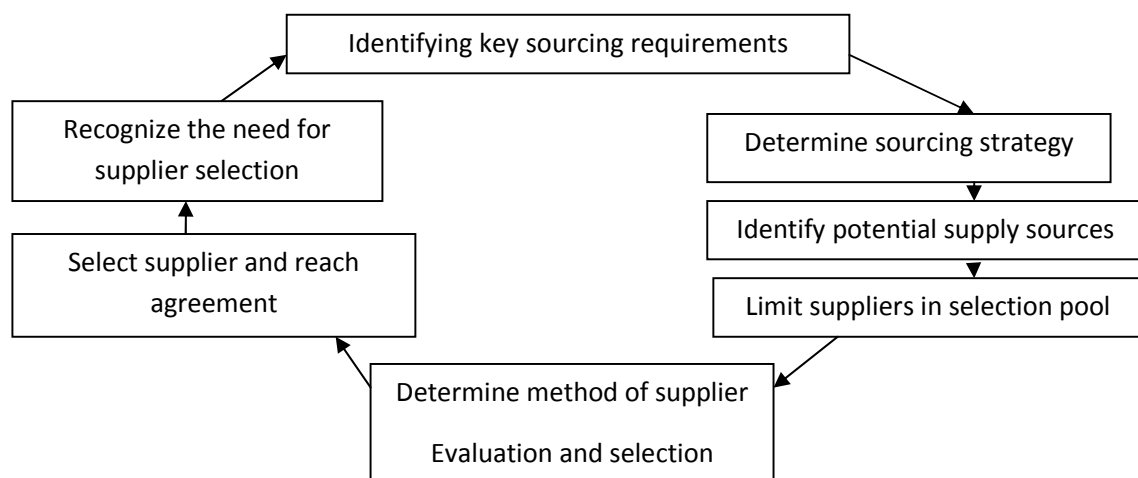 Identifying key sourcing requirements
Recognize the need for
supplier selection
Determine sourcing strategy
Identify potential supply sources
Select supplier and reach
agreement
Limit suppliers in selection pool
Determine method of supplier
Evaluation and selection